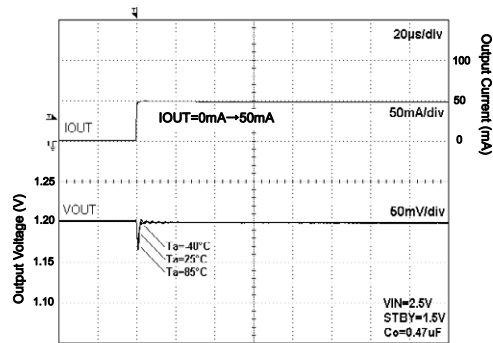 20µs/div
Output Current (mA)
100
50
50mA/div
IOUT=0mA→50mA
IOUT
0
1.25
VOUT
50mV/div
1.20
Output Voltage (V)
Ta=-40°C
Ta=25°C
Ta=85°C
1.15
1.10
VIN=2.5V
STBY=1.5V
Co=0.47uF